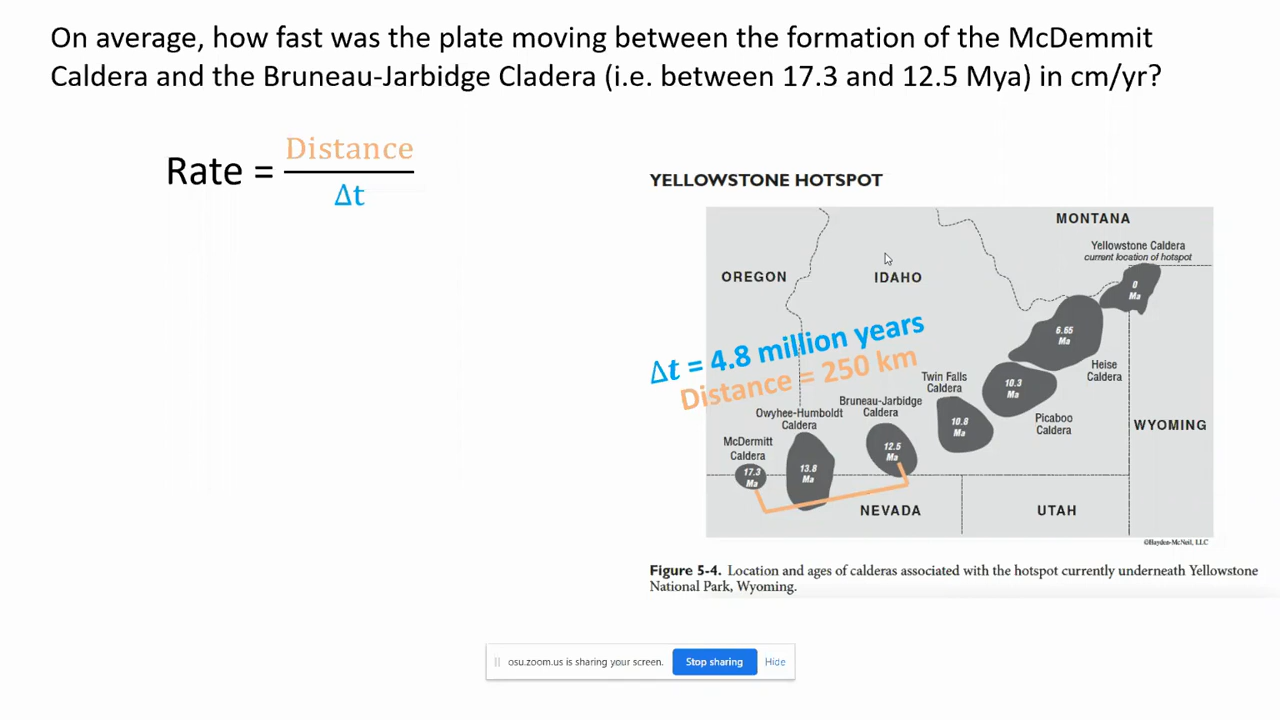 On average, how fast was the plate moving between the formation of the McDemmit
Caldera and the Bruneau-Jarbidge Cladera (i.e. between 17.3 and 12.5 Mya) in cm/yr?
Rate = Distance
Δt
YELLOWSTONE HOTSPOT
MONTANA
Yellowstone Caldera
current location of hotspot
OREGON
IDAHO
0
Ma
Δt = 4.8 million years
Distance = 250 km
6.65
Ma
Heise
Caldera
Twin Falls
Caldera
10.3
Ma
Bruneau-Jarbidge
Caldera
Owyhee-Humboldt
Caldera
10.8
Ma
Picaboo
Caldera
WYOMING
McDermitt
Caldera
12.5
Ma
17.3
Ma
13.8
Ma
NEVADA
UTAH
©Hayden-McNeil, LLC
Figure 5-4. Location and ages of calderas associated with the hotspot currently underneath Yellowstone
National Park, Wyoming.
osu.zoom.us is sharing your screen.
Stop sharing
Hide